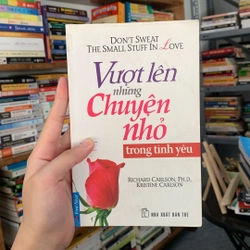 DON'T SWEAT
THE SMALL STUFF IN Love
Vượt lên
những
Chuyện nhỏ
trong tình yêu
RICHARD CARLSON, PH.D.
KRISTINE CARLSON
NHÀ XUẤT BẢN TRẺ